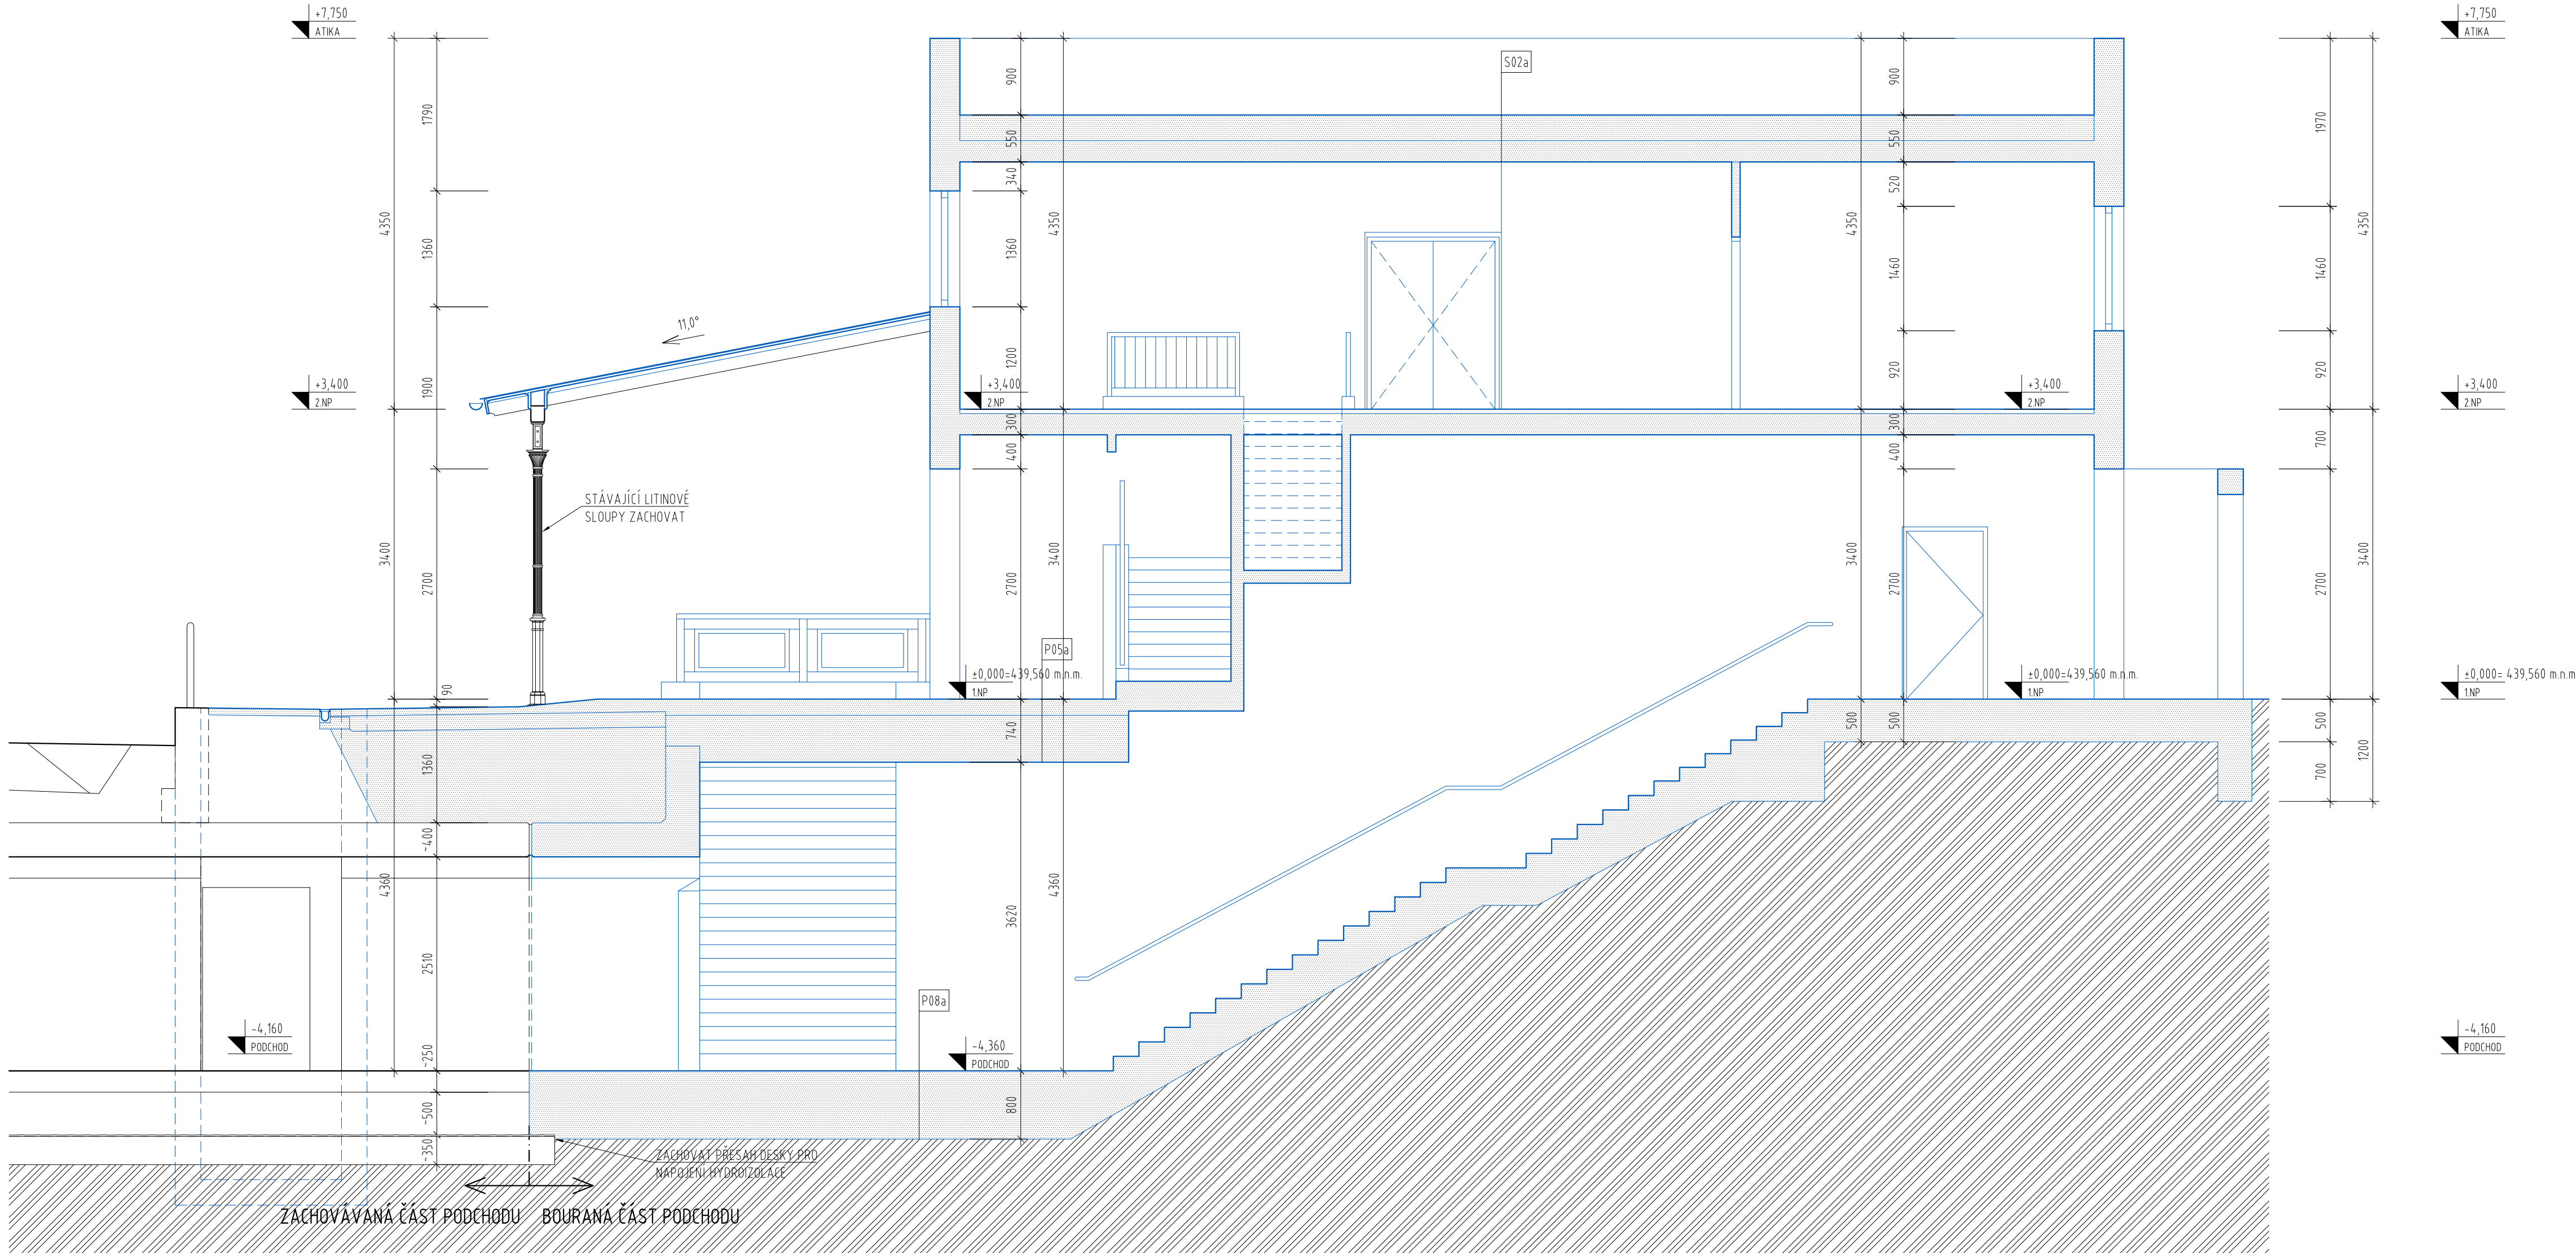 +7,750
ATIKA
+7,750
ATIKA
S02a
900
900
1790
550
550
1970
340
520
4350
4350
4350
4350
1360
1360
1460
1460
11,0°
1200
1900
920
920
+3,400
2.NP
+3,400
2.NP
+3,400
2.NP
+3,400
2.NP
300
300
400
400
700
STÁVAJÍCÍ LITINOVÉ
SLOUPY ZACHOVAT
3400
3400
3400
3400
2700
2700
2700
2700
P05a
±0,000=439,560 m.n.m.
1.NP
±0,000=439,560 m.n.m.
1.NP
±0,000= 439,560 m.n.m
1.NP
90
740
500
500
500
1360
700
1200
~400
4360
4360
3620
2510
P08a
-4,160
PODCHOD
-4,360
PODCHOD
-4,160
PODCHOD
~250
~500
800
~350
ZACHOVAT PŘESAH DESKY PRO
NAPOJENÍ HYDROIZOLACE
ZACHOVÁVANÁ ČÁST PODCHODU
BOURANÁ ČÁST PODCHODU